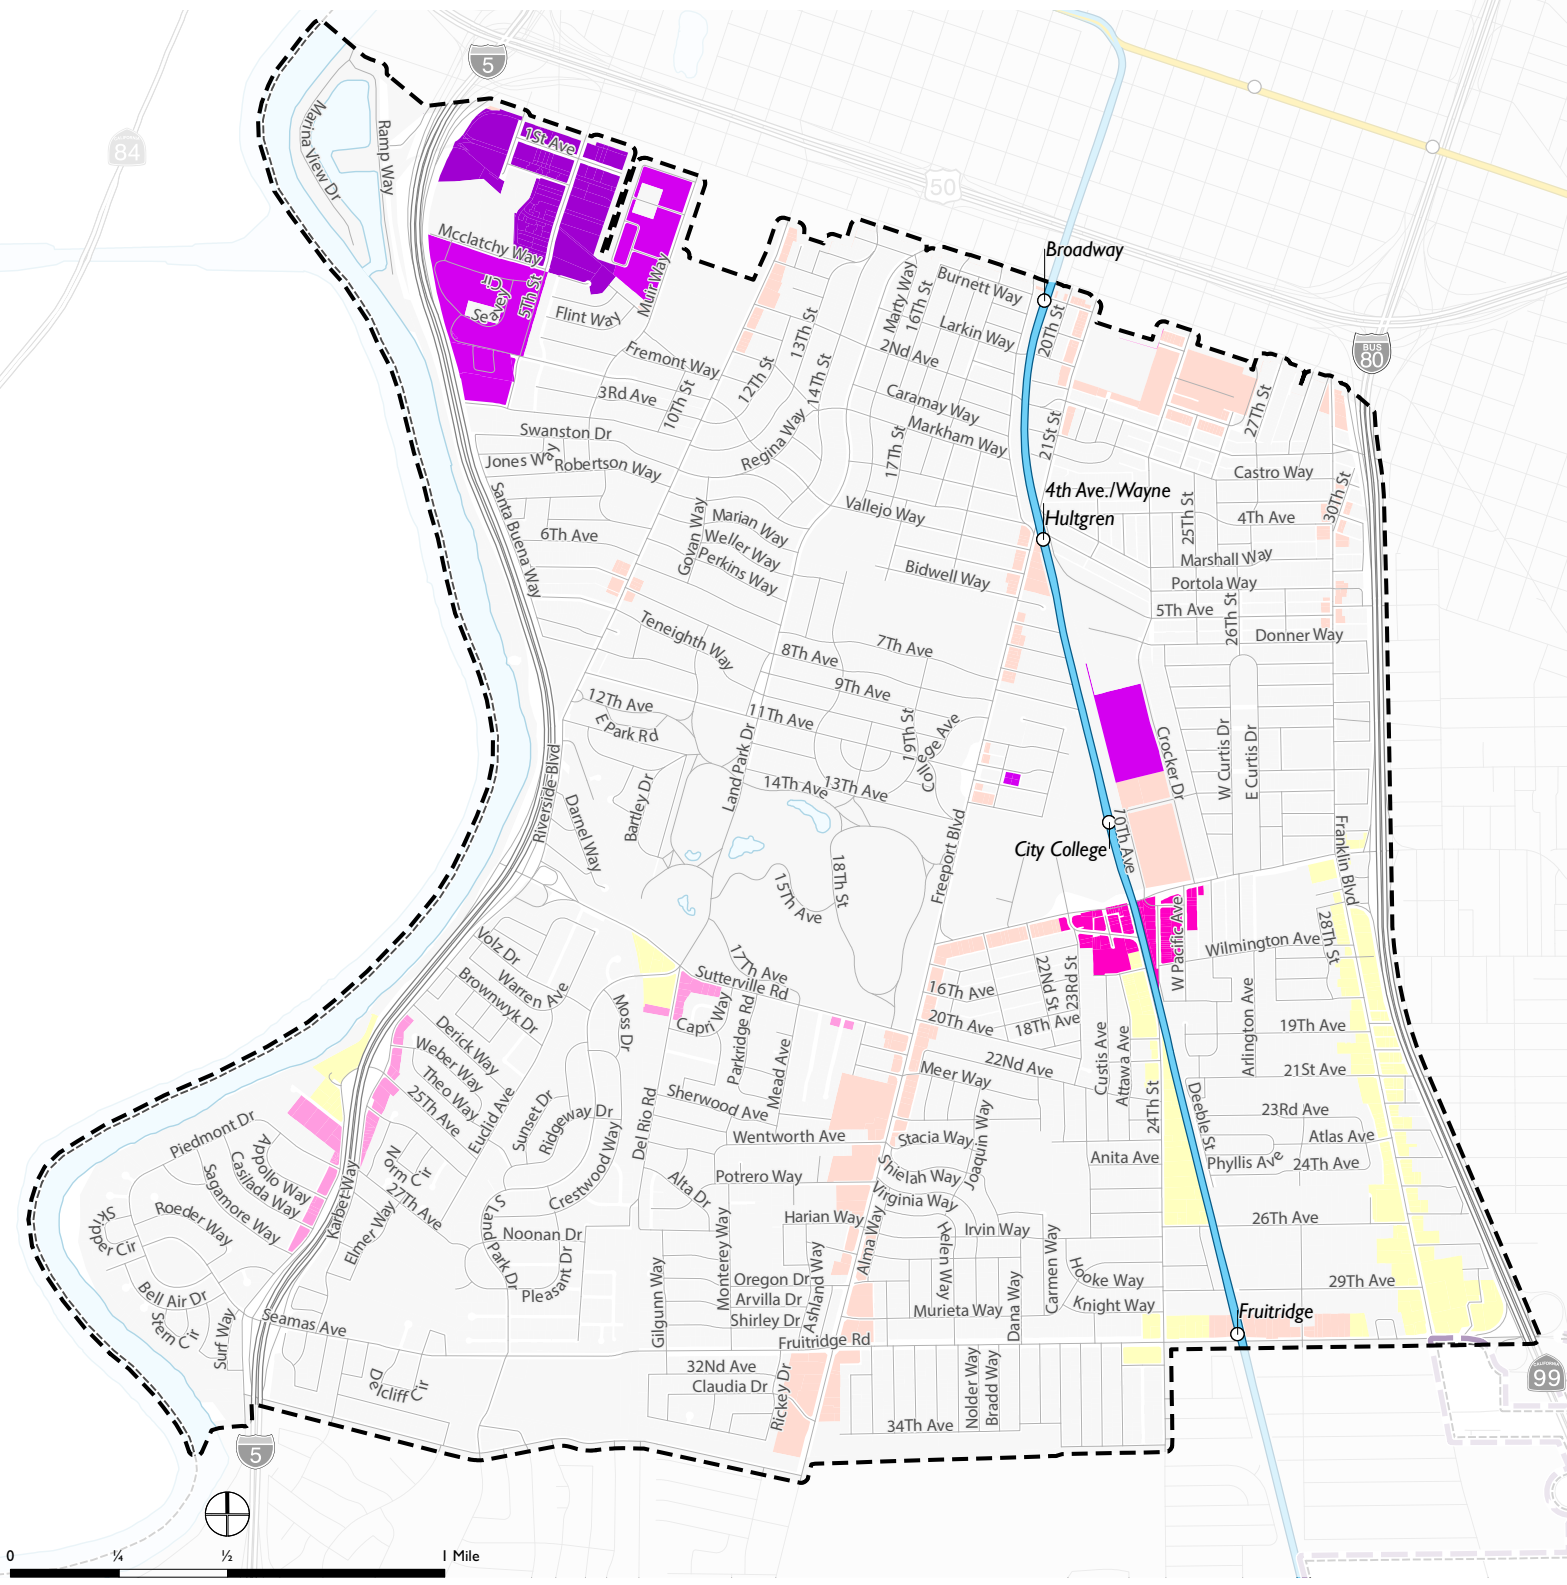 5
84
50
BUS
80
Marina View Dr
Ramp Way
1St Ave
Mcclatchy Way
5Th St
Muir Way
Flint Way
Broadway
Burnett Way
Marty Way
16Th St
20Th St
Larkin Way
2Nd Ave
13Th St
14Th St
12Th St
10Th St
Fremont Way
3Rd Ave
Caramay Way
Markham Way
17Th St
21St St
27Th St
Swanston Dr
Jones Way
Robertson Way
Regina Way
Castro Way
30Th St
4th Ave./Wayne
Hultgren
4Th Ave
25Th St
Santa Buena Way
6Th Ave
Govan Way
Marian Way
Weller Way
Perkins Way
Vallejo Way
Bidwell Way
Marshall Way
Portola Way
5Th Ave
26Th St
Donner Way
Teneighth Way
8Th Ave
7Th Ave
9Th Ave
12Th Ave
E Park Rd
11Th Ave
19Th St
College Ave
Land Park Dr
14Th Ave
13Th Ave
Crocker Dr
W Curtis Dr
E Curtis Dr
Riverside Blvd
Darnel Way
Bartley Dr
Freeport Blvd
City College
10Th Ave
Franklin Blvd
15Th Ave
18Th St
Volz Dr
Warren Ave
Brownwyk Dr
17Th Ave
Sutterville Rd
Moss Dr
Capri Way
Parkridge Rd
Mead Ave
16Th Ave
20Th Ave
22Nd St
23Rd St
18Th Ave
W Pacific Ave
Wilmington Ave
28Th St
Arlington Ave
19Th Ave
Derick Way
Weber Way
Theo Way
25Th Ave
Euclid Ave
Sunset Dr
Ridgeway Dr
Del Rio Rd
Sherwood Ave
Meer Way
22Nd Ave
Custis Ave
Attawa Ave
24Th St
Deeble St
21St Ave
23Rd Ave
Atlas Ave
Phyllis Ave
24Th Ave
Piedmont Dr
Appollo Way
Casilada Way
Sagamore Way
Roeder Way
Skipper Cir
Karbet Way
Norm Cir
27Th Ave
Elmer Way
Crestwood Way
Wentworth Ave
Potrero Way
Alta Dr
Stacia Way
Shielah Way
Virginia Way
Joaquin Way
Anita Ave
S Land Park Dr
Noonan Dr
Pleasant Dr
Harian Way
Alma Way
Helen Way
Irvin Way
Carmen Way
26Th Ave
Bell Air Dr
Stern Cir
Surf Way
Seamas Ave
Gilgunn Way
Monterey Way
Oregon Dr
Arvilla Dr
Shirley Dr
Ashland Way
Murieta Way
Dana Way
Hooke Way
Knight Way
29Th Ave
Fruitridge
Fruitridge Rd
Delcliff Cir
32Nd Ave
Claudia Dr
Rickey Dr
34Th Ave
Nolder Way
Bradd Way
CALIFORNIA
99
5
0 ¼ ½ 1 Mile